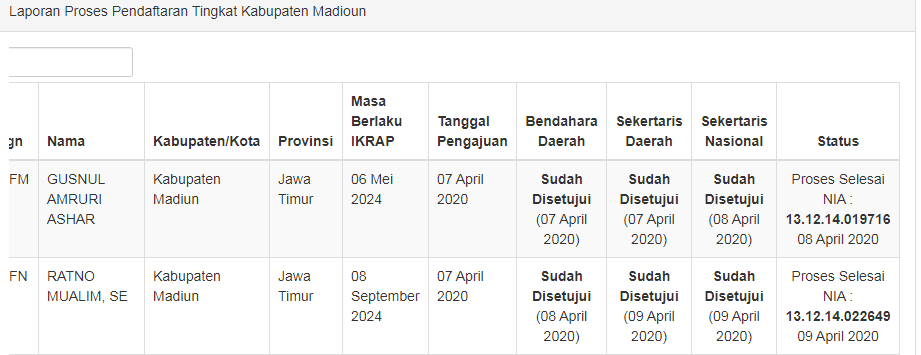 Laporan Proses Pendaftaran Tingkat Kabupaten Madioun
gn Nama Kabupaten/Kota Provinsi Masa Berlaku IKRAP Tanggal Pengajuan Bendahara Daerah Sekertaris Daerah Sekertaris Nasional Status
FM GUSNUL AMRURI ASHAR Kabupaten Madiun Jawa Timur 06 Mei 2024 07 April 2020 Sudah Disetujui (07 April 2020) Sudah Disetujui (07 April 2020) Sudah Disetujui (08 April 2020) Proses Selesai NIA : 13.12.14.019716 08 April 2020
FN RATNO MUALIM, SE Kabupaten Madiun Jawa Timur 08 September 2024 07 April 2020 Sudah Disetujui (08 April 2020) Sudah Disetujui (09 April 2020) Sudah Disetujui (09 April 2020) Proses Selesai NIA : 13.12.14.022649 09 April 2020